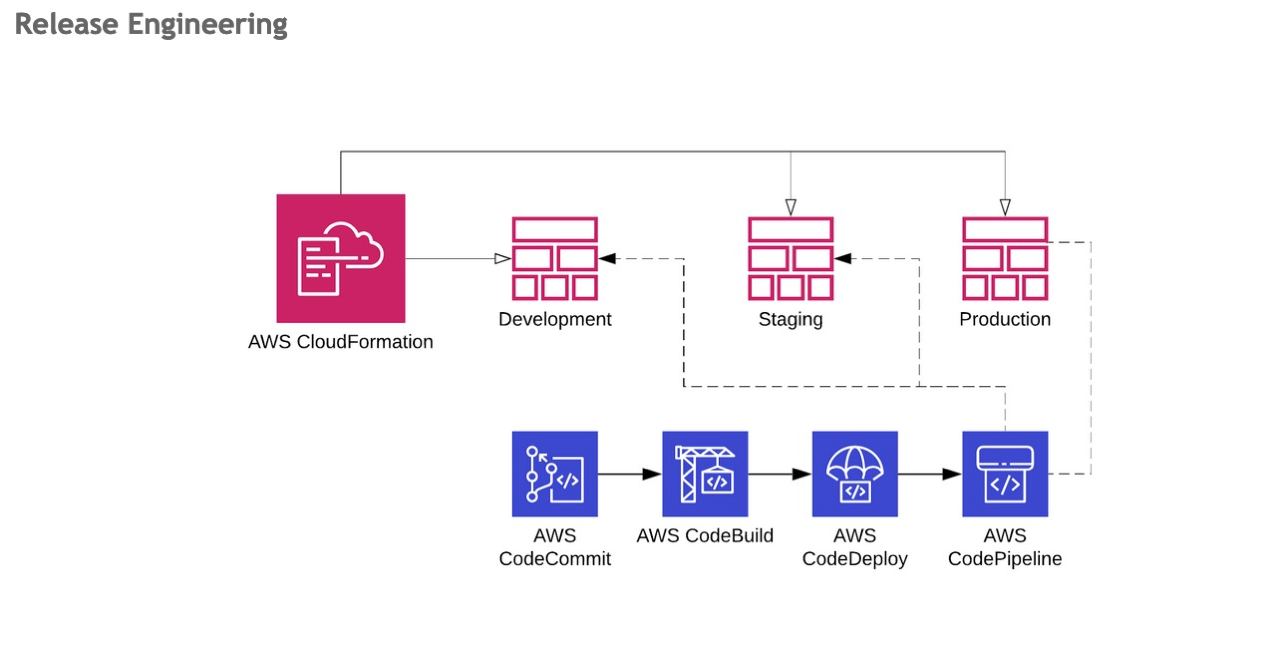 Release Engineering
AWS CloudFormation
Development
Staging
Production
AWS
CodeCommit
AWS CodeBuild
AWS
CodeDeploy
AWS
CodePipeline